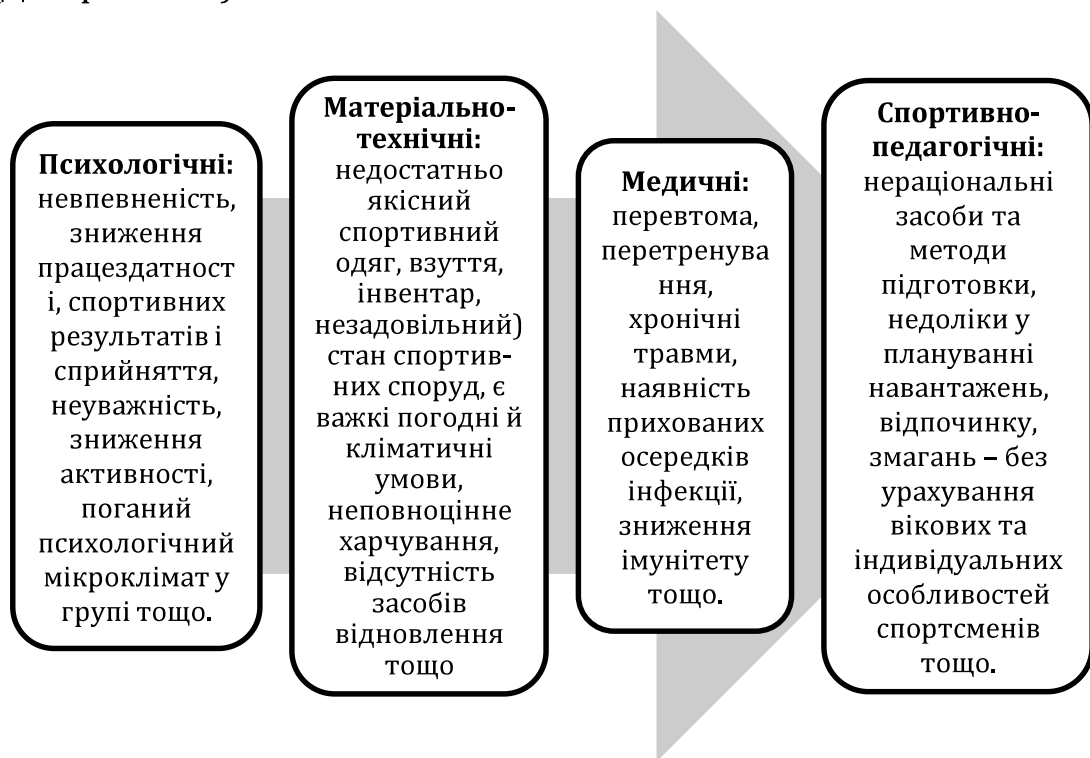 Психологічні:
невпевненість,
зниження
працездатност
і, спортивних
результатів і
сприйняття,
неуважність,
зниження
активності,
поганий
психологічний
мікроклімат у
групі тощо.
Матеріально-
технічні:
недостатньо
якісний
спортивний
одяг, взуття,
інвентар,
незадовільний)
стан спортив-
них споруд, є
важкі погодні й
кліматичні
умови,
неповноцінне
харчування,
відсутність
засобів
відновлення
тощо
Медичні:
перевтома,
перетренува
ння,
хронічні
травми,
наявність
прихованих
осередків
інфекції,
зниження
імунітету
тощо.
Спортивно-
педагогічні:
нераціональні
засоби та
методи
підготовки,
недоліки у
плануванні
навантажень,
відпочинку,
змагань – без
урахування
вікових та
індивідуальних
особливостей
спортсменів
тощо.